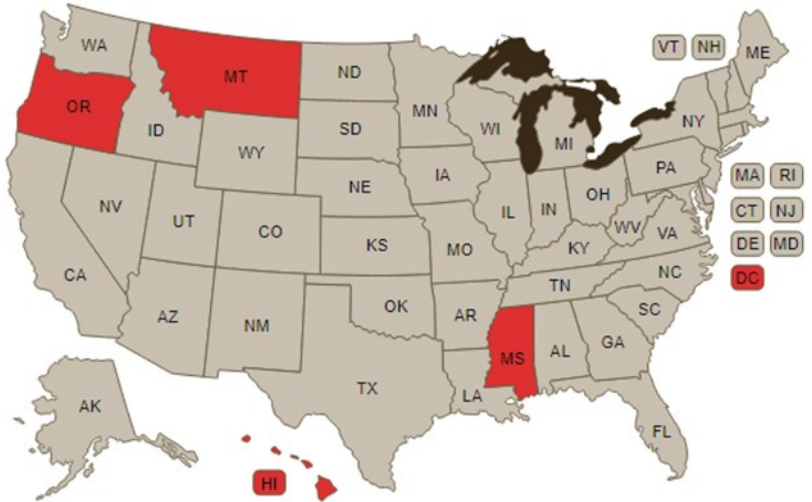 WA
MT
ND
MN
VT
NH
ME
OR
ID
SD
WI
MI
NY
WY
IA
PA
MA
RI
NE
IL
IN
OH
NV
UT
CO
KS
MO
WV
VA
CT
NJ
KY
DE
MD
CA
AZ
NM
OK
AR
TN
NC
DC
SC
MS
AL
GA
TX
LA
AK
FL
HI